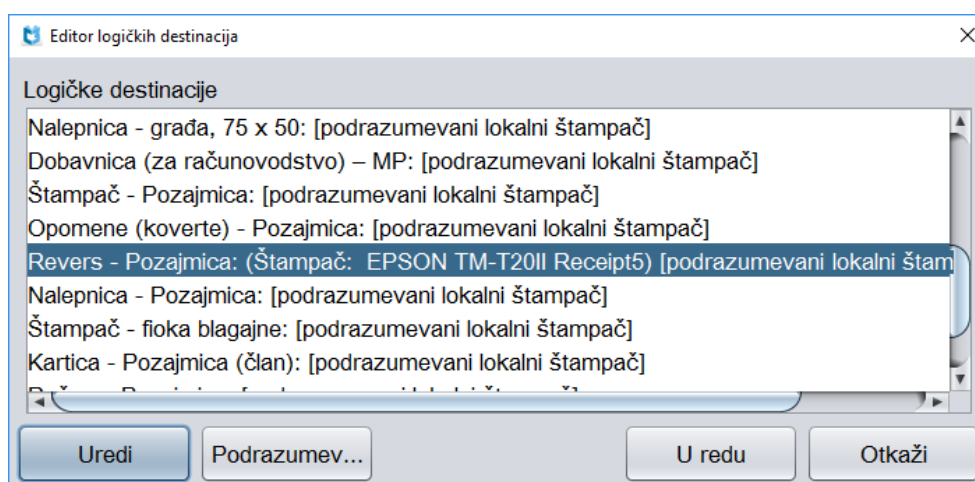 Editor logičkih destinacija
Logičke destinacije
Nalepnica - građa, 75 x 50: [podrazumevani lokalni štampač]
Dobavnica (za računovodstvo) – MP: [podrazumevani lokalni štampač]
Štampač - Pozajmica: [podrazumevani lokalni štampač]
Opomene (koverte) - Pozajmica: [podrazumevani lokalni štampač]
Revers - Pozajmica: (Štampač:  EPSON TM-T20II Receipt5) [podrazumevani lokalni štam
Nalepnica - Pozajmica: [podrazumevani lokalni štampač]
Štampač - fioka blagajne: [podrazumevani lokalni štampač]
Kartica - Pozajmica (član): [podrazumevani lokalni štampač]
Uredi Podrazumev... U redu Otkaži